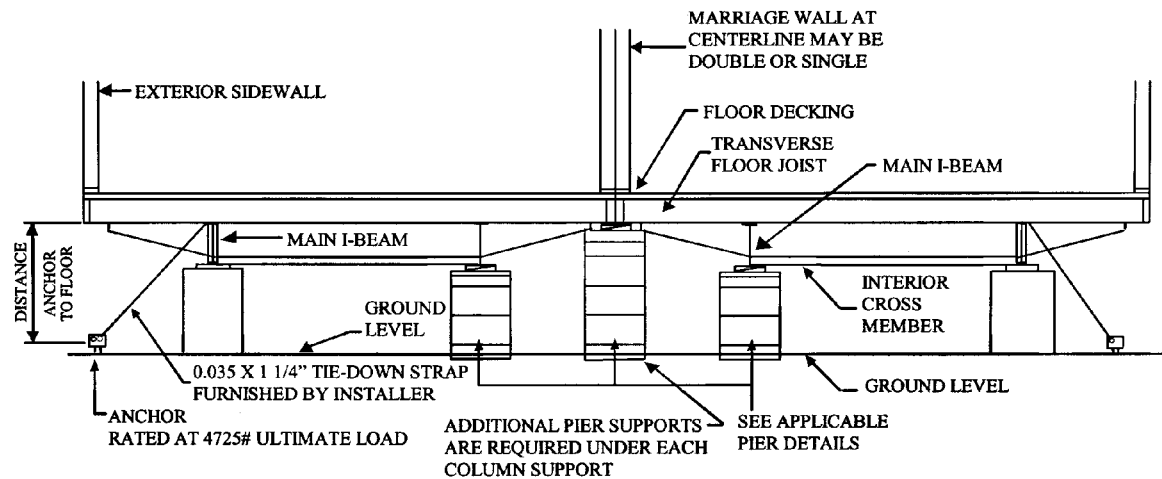 MARRIAGE WALL AT
CENTERLINE MAY BE
DOUBLE OR SINGLE
EXTERIOR SIDEWALL
FLOOR DECKING
TRANSVERSE
FLOOR JOIST
MAIN I-BEAM
MAIN I-BEAM
DISTANCE
ANCHOR
TO FLOOR
GROUND
LEVEL
INTERIOR
CROSS
MEMBER
0.035 X 1 1/4” TIE-DOWN STRAP
FURNISHED BY INSTALLER
GROUND LEVEL
ANCHOR
RATED AT 4725# ULTIMATE LOAD
ADDITIONAL PIER SUPPORTS
ARE REQUIRED UNDER EACH
COLUMN SUPPORT
SEE APPLICABLE
PIER DETAILS